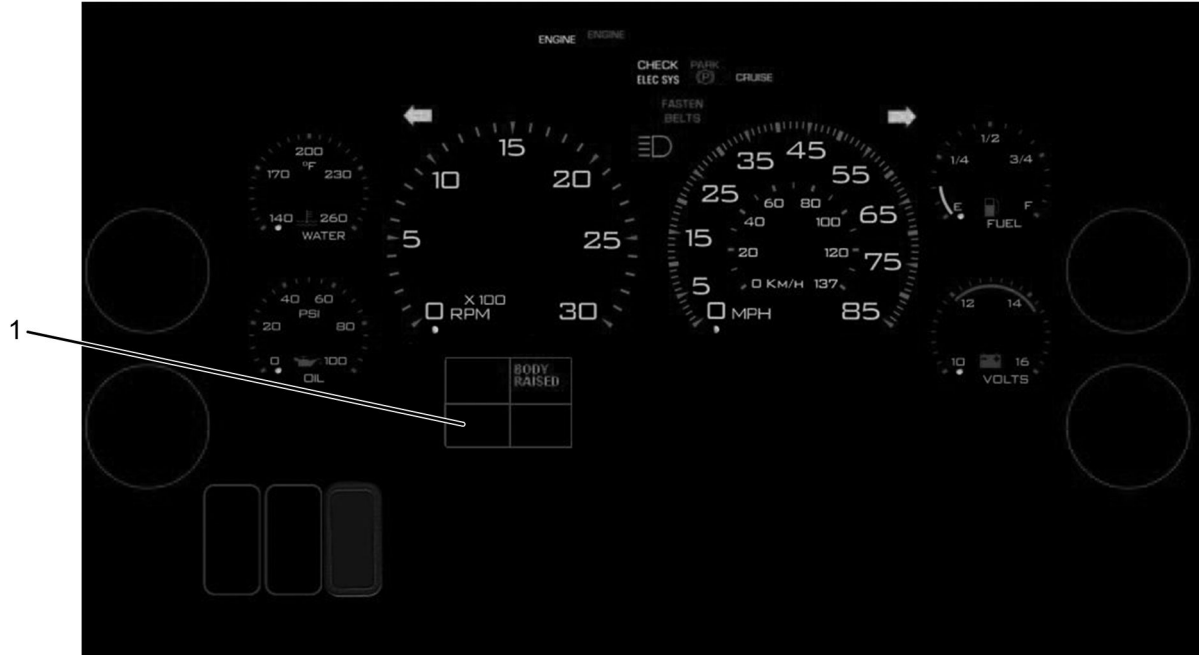 ENGINE ENGINE
CHECK PARK
ELEC SYS (P) CRUISE
FASTEN
BELTS
200
°F
170 230
140 260
WATER
40 60
PSI
20 80
0 100
OIL
15
10 20
5 25
X 100
0 RPM 30
45
35 55
25 65
15 75
5 85
0 MPH
60 80
40 100
20 120
0 KM/H 137
1/2
1/4 3/4
E F
FUEL
12 14
10 16
VOLTS
BODY
RAISED
1